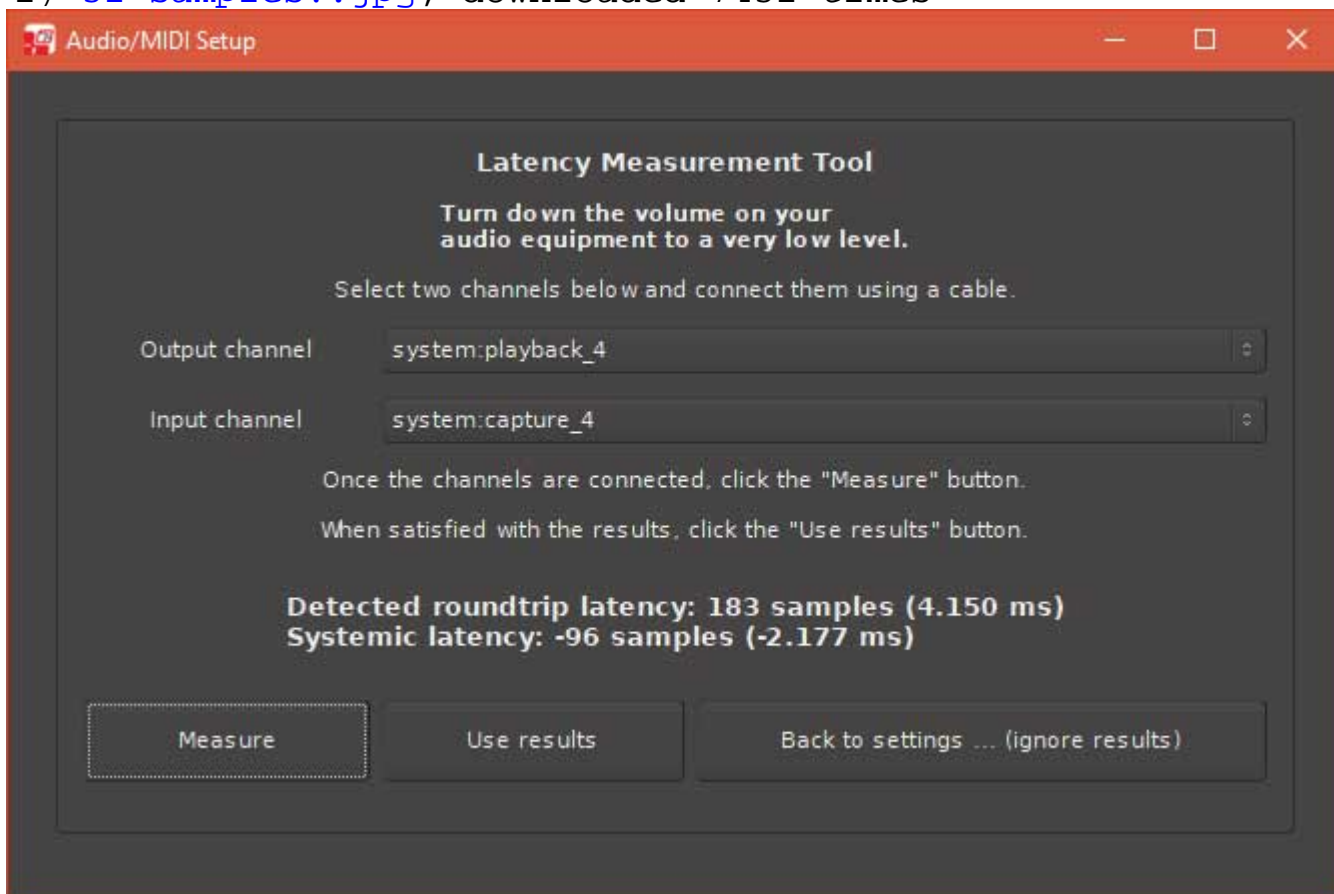 samples..jpg, downloaded times
Audio/MIDI Setup
Latency Measurement Tool
Turn down the volume on your
audio equipment to a very low level.
Select two channels below and connect them using a cable.
Output channel system:playback_4
Input channel system:capture_4
Once the channels are connected, click the "Measure" button.
When satisfied with the results, click the "Use results" button.
Detected roundtrip latency: 183 samples (4.150 ms)
Systemic latency: -96 samples (-2.177 ms)
Measure Use results Back to settings ... (ignore results)